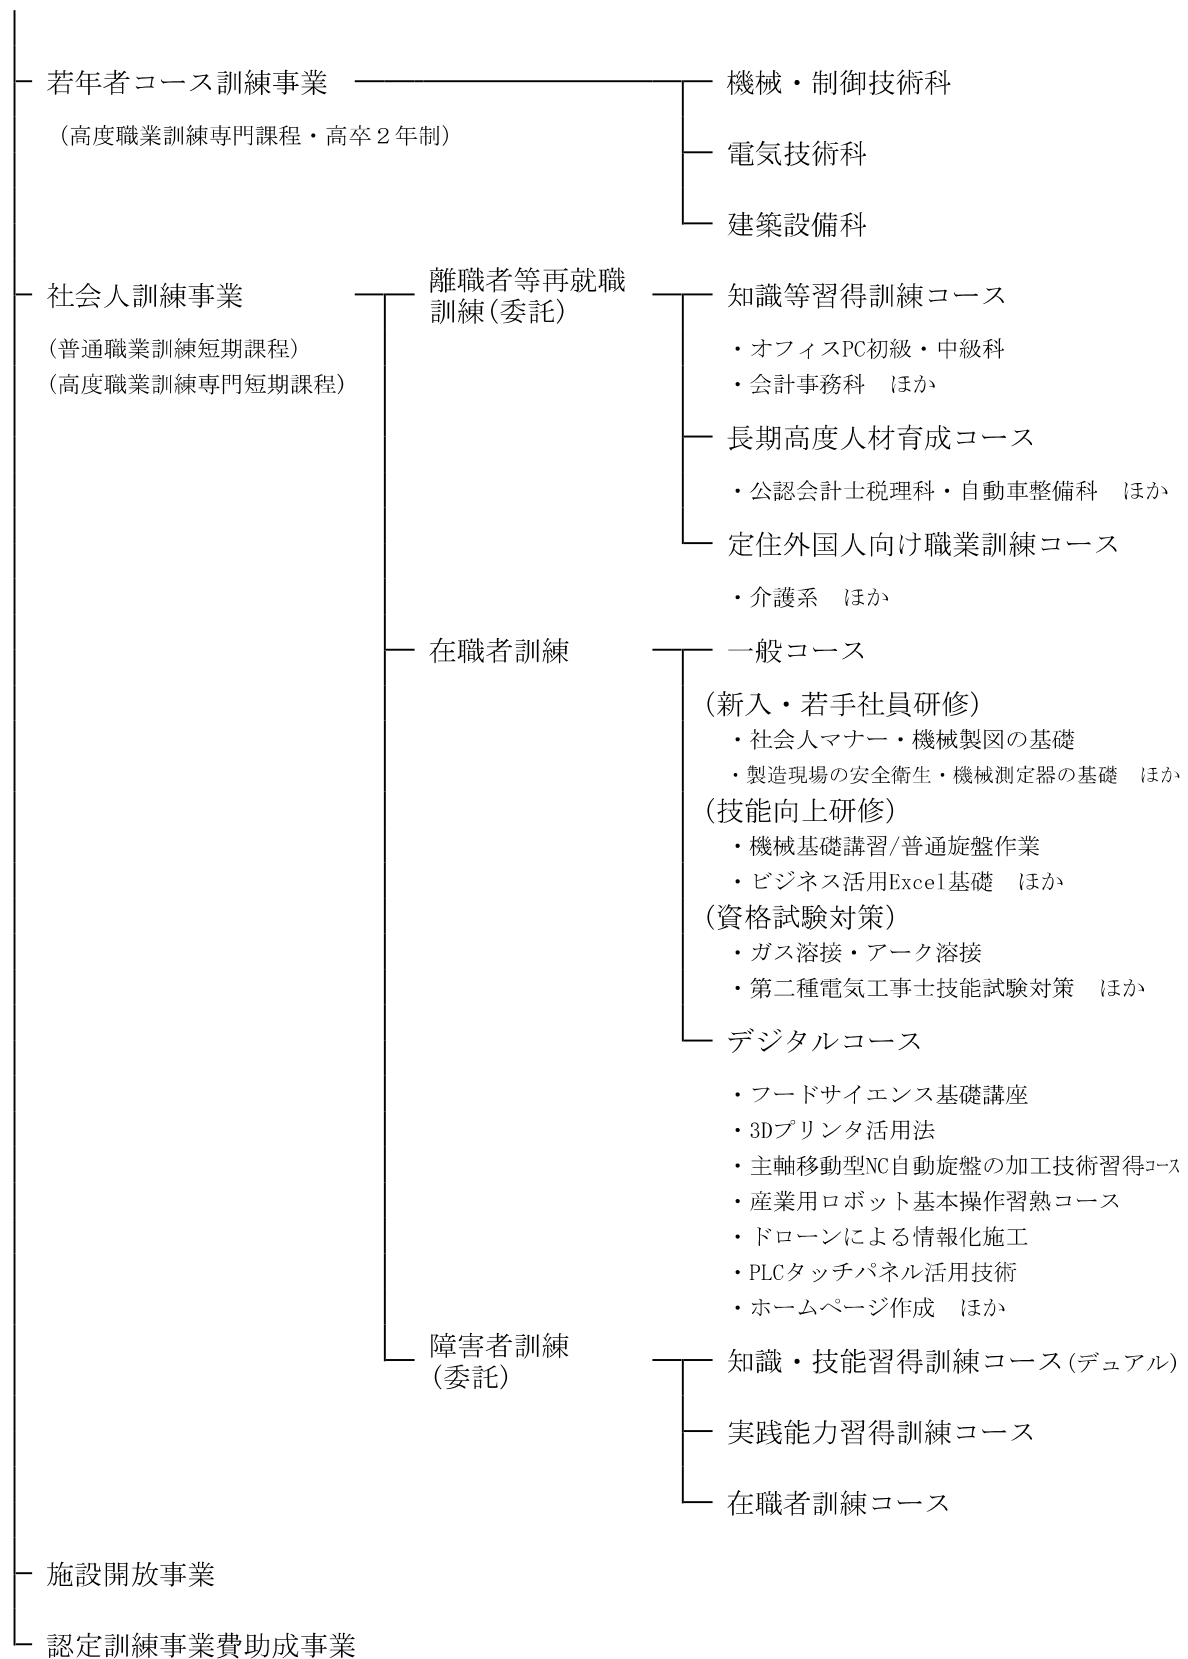 若年者コース訓練事業
機械・制御技術科
（高度職業訓練専門課程・高卒２年制）
電気技術科
建築設備科
社会人訓練事業
（普通職業訓練短期課程）
（高度職業訓練専門短期課程）
離職者等再就職
訓練（委託）
知識等習得訓練コース
・オフィスPC初級・中級科
・会計事務科　ほか
長期高度人材育成コース
・公認会計士税理科・自動車整備科　ほか
定住外国人向け職業訓練コース
・介護系　ほか
在職者訓練
一般コース
（新入・若手社員研修）
・社会人マナー・機械製図の基礎
・製造現場の安全衛生・機械測定器の基礎　ほか
（技能向上研修）
・機械基礎講習/普通旋盤作業
・ビジネス活用Excel基礎　ほか
（資格試験対策）
・ガス溶接・アーク溶接
・第二種電気工事士技能試験対策　ほか
デジタルコース
・フードサイエンス基礎講座
・3Dプリンタ活用法
・主軸移動型NC自動旋盤の加工技術習得ｺｰｽ
・産業用ロボット基本操作習熟コース
・ドローンによる情報化施工
・PLCタッチパネル活用技術
・ホームページ作成　ほか
障害者訓練
（委託）
知識・技能習得訓練コース（デュアル）
実践能力習得訓練コース
在職者訓練コース
施設開放事業
認定訓練事業費助成事業